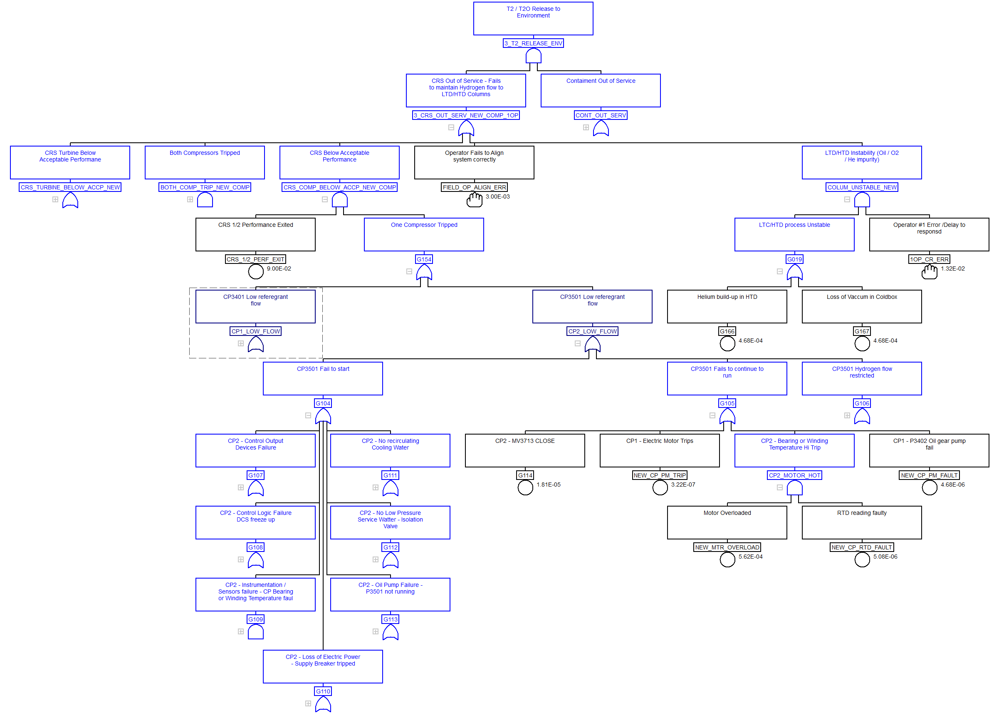 T2 / T2O Release to
Environment
3_T2_RELEASE_ENV
CRS Out of Service - Fails
to maintain Hydrogen flow to
LTD/HTD Columns
3_CRS_OUT_SERV_NEW_COMP_1OP
Contaiment Out of Service
CONT_OUT_SERV
CRS Turbine Below
Acceptable Performane
CRS_TURBINE_BELOW_ACCP_NEW
Both Compressors Tripped
BOTH_COMP_TRIP_NEW_COMP
CRS Below Acceptable
Performance
CRS_COMP_BELOW_ACCP_NEW_COMP
Operator Fails to Align
system correctly
FIELD_OP_ALIGN_ERR
3.00E-03
LTD/HTD Instability (Oil / O2
/ He impurity)
COLUM_UNSTABLE_NEW
CRS 1/2 Performance Exited
CRS_1/2_PERF_EXIT
9.00E-02
One Compressor Tripped
G154
LTC/HTD process Unstable
G019
Operator #1 Error /Delay to
responsd
1OP_CR_ERR
1.32E-02
CP3401 Low referegrant
flow
CP1_LOW_FLOW
CP3501 Low referegrant
flow
CP2_LOW_FLOW
Helium build-up in HTD
G166
4.68E-04
Loss of Vaccum in Coldbox
G167
4.68E-04
CP3501 Fail to start
G104
CP3501 Fails to continue to
run
G105
CP3501 Hydrogen flow
restricted
G106
CP2 - Control Output
Devices Failure
G107
CP2 - No recirculating
Cooling Water
G111
CP2 - MV3713 CLOSE
G114
1.81E-05
CP1 - Electric Motor Trips
NEW_CP_PM_TRIP
3.22E-07
CP2 - Bearing or Winding
Temperature Hi Trip
CP2_MOTOR_HOT
CP1 - P3402 Oil gear pump
fail
NEW_CP_PM_FAULT
4.68E-06
CP2 - Control Logic Failure
DCS freeze up
G108
CP2 - No Low Pressure
Service Watter - Isolation
Valve
G112
Motor Overloaded
NEW_MTR_OVERLOAD
5.62E-04
RTD reading faulty
NEW_CP_RTD_FAULT
5.08E-06
CP2 - Instrumentation /
Sensors failure - CP Bearing
or Winding Temperature faul
G109
CP2 - Oil Pump Failure -
P3501 not running
G113
CP2 - Loss of Electric Power
- Supply Breaker tripped
G110